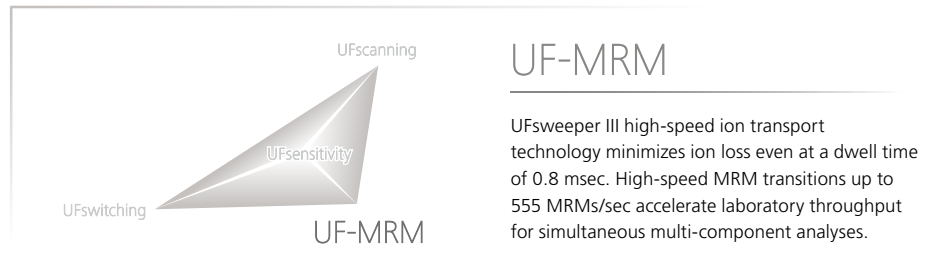 UFscanning
UFsensitivity
UFswitching
UF-MRM
UF-MRM
UFsweeper III high-speed ion transport
technology minimizes ion loss even at a dwell time
of 0.8 msec. High-speed MRM transitions up to
555 MRMs/sec accelerate laboratory throughput
for simultaneous multi-component analyses.